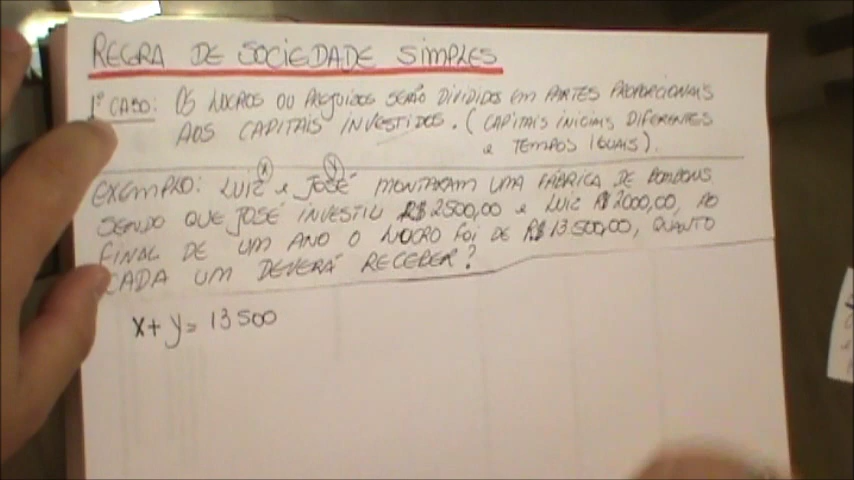 REGRA DE SOCIEDADE SIMPLES
1º CASO: OS LUCROS OU PREJUÍZOS SERÃO DIVIDIDOS EM PARTES PROPORCIONAIS
AOS CAPITAIS INVESTIDOS. (CAPITAIS INICIAIS DIFERENTES
e TEMPOS IGUAIS).
x y
EXEMPLO: LUIZ e JOSÉ MONTARAM UMA FÁBRICA DE BOMBONS
SENDO QUE JOSÉ INVESTIU R$ 2500,00 e LUIZ R$ 2000,00, AO
FINAL DE UM ANO O LUCRO FOI DE R$ 13500,00, QUANTO
CADA UM DEVERÁ RECEBER?
x + y = 13500